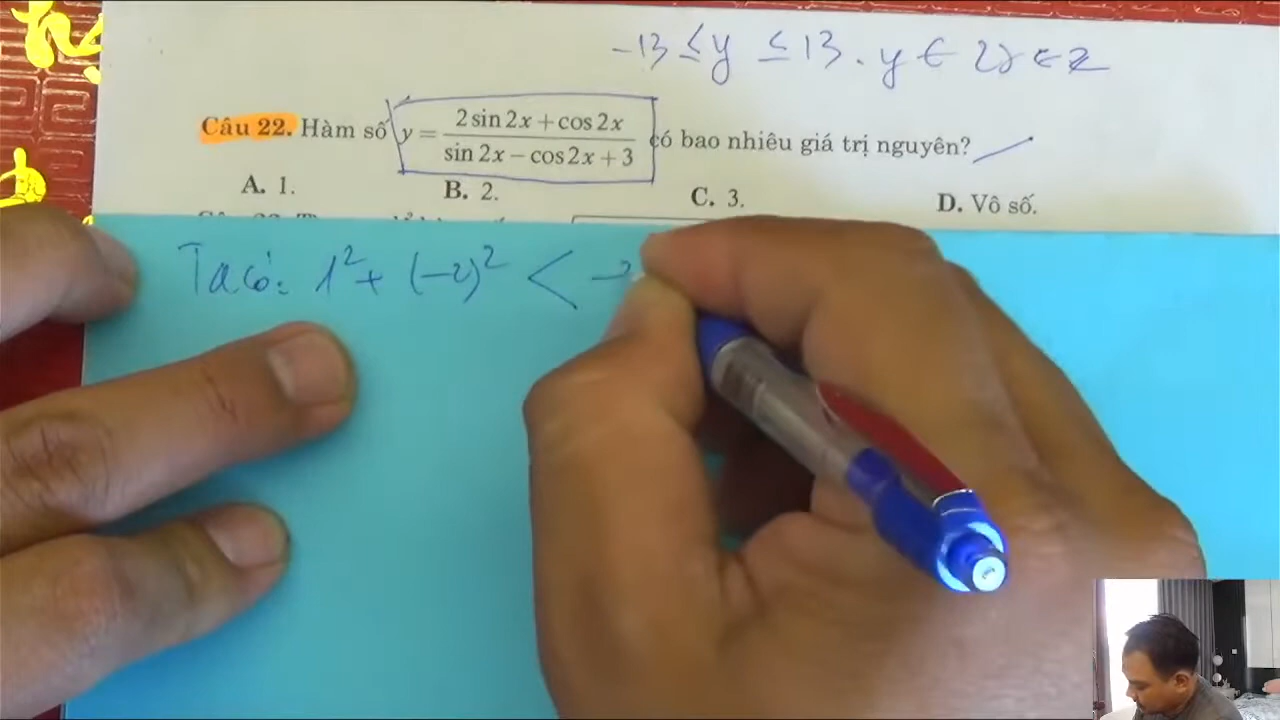 -13 ≤ y ≤ 13 . y ∈
Câu 22. Hàm số y = \frac{2 sin 2x + cos 2x}{sin 2x − cos 2x + 3} có bao nhiêu giá trị nguyên?
A. 1. B. 2. C. 3. D. Vô số.
Ta có: 1² + (−2)² <